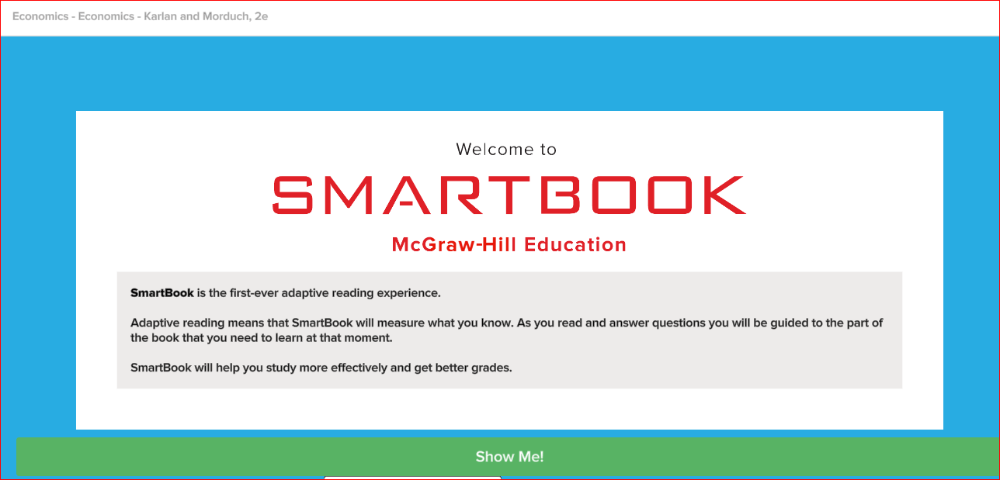 Economics - Economics - Karlan and Morduch, 2e
Welcome to
SMARTBOOK
McGraw-Hill Education
SmartBook is the first-ever adaptive reading experience.
Adaptive reading means that SmartBook will measure what you know. As you read and answer questions you will be guided to the part of
the book that you need to learn at that moment.
SmartBook will help you study more effectively and get better grades.
Show Me!